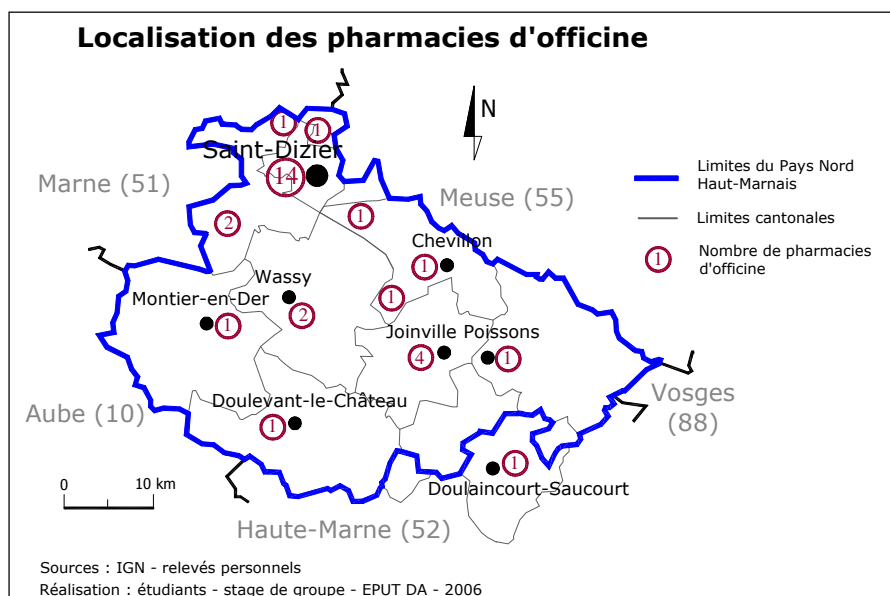 Localisation des pharmacies d'officine
N
1
1
Saint-Dizier
14
Marne (51)
Meuse (55)
2
1
Chevillon
1
Wassy
Montier-en-Der
1
2
1
Joinville Poissons
4
1
Doulevant-le-Château
Aube (10)
1
Vosges
(88)
1
Doulaincourt-Saucourt
0
10 km
Haute-Marne (52)
Limites du Pays Nord
Haut-Marnais
Limites cantonales
1
Nombre de pharmacies
d'officine
Sources : IGN - relevés personnels
Réalisation : étudiants - stage de groupe - EPUT DA - 2006